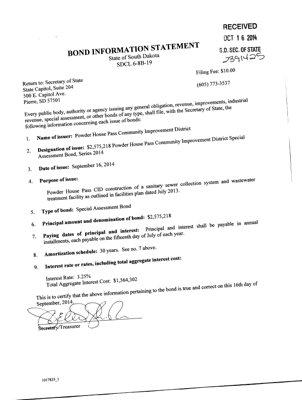 RECEIVED
OCT 16 2014
S.D. SEC. OF STATE
BOND INFORMATION STATEMENT
State of South Dakota
SDCL 6-8B-19
Return to: Secretary of State
State Capitol, Suite 204
500 E. Capitol Ave.
Pierre, SD 57501
Filing Fee: $10.00
(605) 773-3537
Every public body, authority or agency issuing any general obligation, revenue, improvements, industrial
revenue, special assessment, or other bonds of any type, shall file, with the Secretary of State, the
following information concerning each issue of bonds:
1. Name of issuer: Powder House Pass Community Improvement District
2. Designation of issue: $2,575,218 Powder House Pass Community Improvement District Special
Assessment Bond, Series 2014
3. Date of issue: September 16, 2014
4. Purpose of issue:
Powder House Pass CID construction of a sanitary sewer collection system and wastewater
treatment facility as outlined in facilities plan dated July 2013.
5. Type of bond: Special Assessment Bond
6. Principal amount and denomination of bond: $2,575,218
7. Paying dates of principal and interest: Principal and interest shall be payable in annual
installments, each payable on the fifteenth day of July of each year.
8. Amortization schedule: 30 years. See no. 7 above.
9. Interest rate or rates, including total aggregate interest cost:
Interest Rate: 3.25%
Total Aggregate Interest Cost: $1,564,302
This is to certify that the above information pertaining to the bond is true and correct on this 16th day of
September, 2014.
Secretary/Treasurer